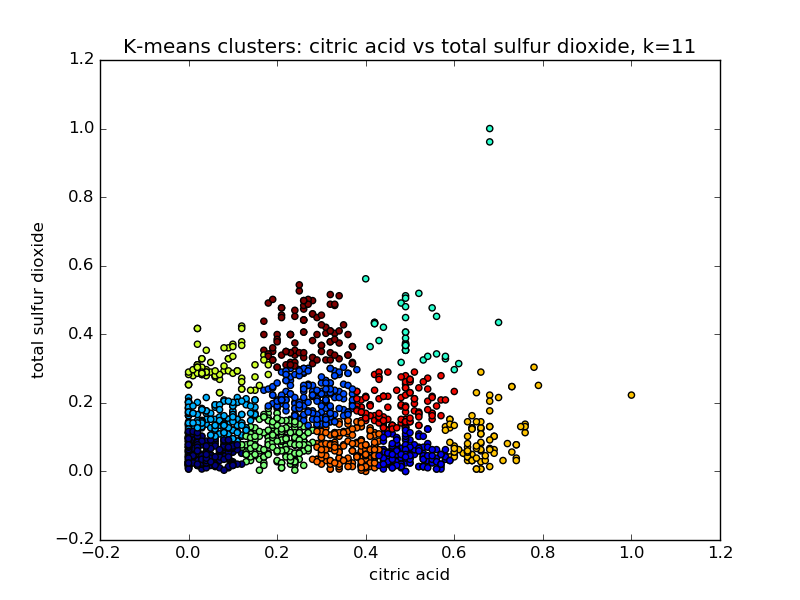 K-means clusters: citric acid vs total sulfur dioxide, k=11
1.2
1.0
0.8
0.6
0.4
0.2
0.0
−0.2
total sulfur dioxide
−0.2 0.0 0.2 0.4 0.6 0.8 1.0 1.2
citric acid